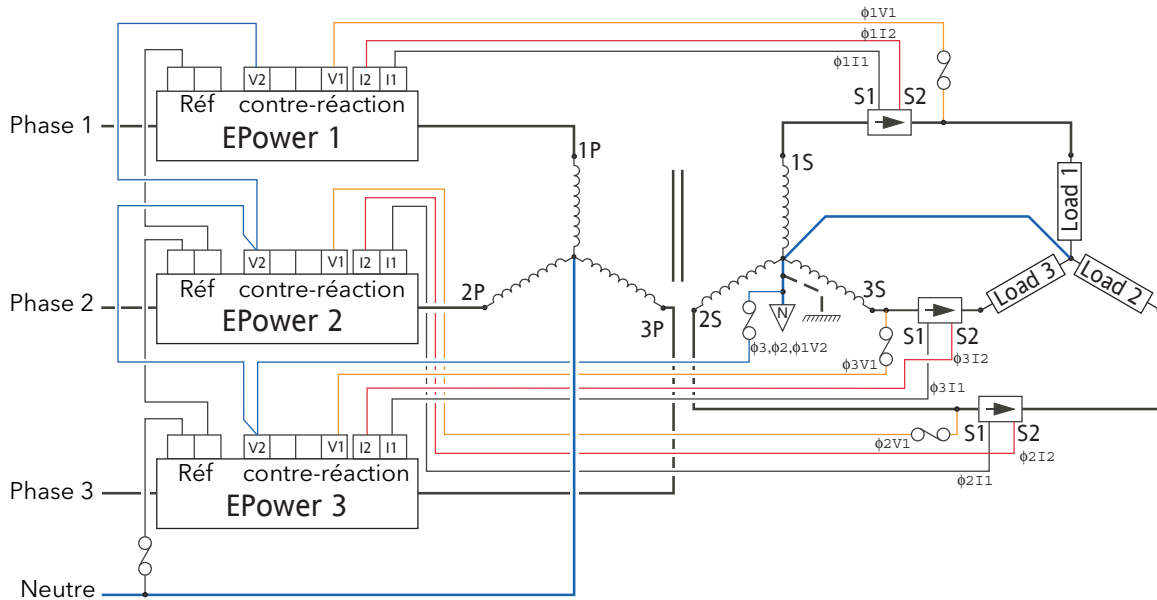 ϕ1V1
ϕ1I2
ϕ1I1
V2 V1 I2 I1
Réf contre-réaction
EPower 1
Phase 1
S1 S2
1P
1S
Load 1
V2 V1 I2 I1
Réf contre-réaction
EPower 2
Phase 2
2P
3P
2S
3S
N
Load 3
Load 2
S1 S2
ϕ3,ϕ2,ϕ1V2
ϕ3V1
ϕ3I2
ϕ3I1
V2 V1 I2 I1
Réf contre-réaction
EPower 3
Phase 3
S1 S2
ϕ2V1
ϕ2I2
ϕ2I1
Neutre